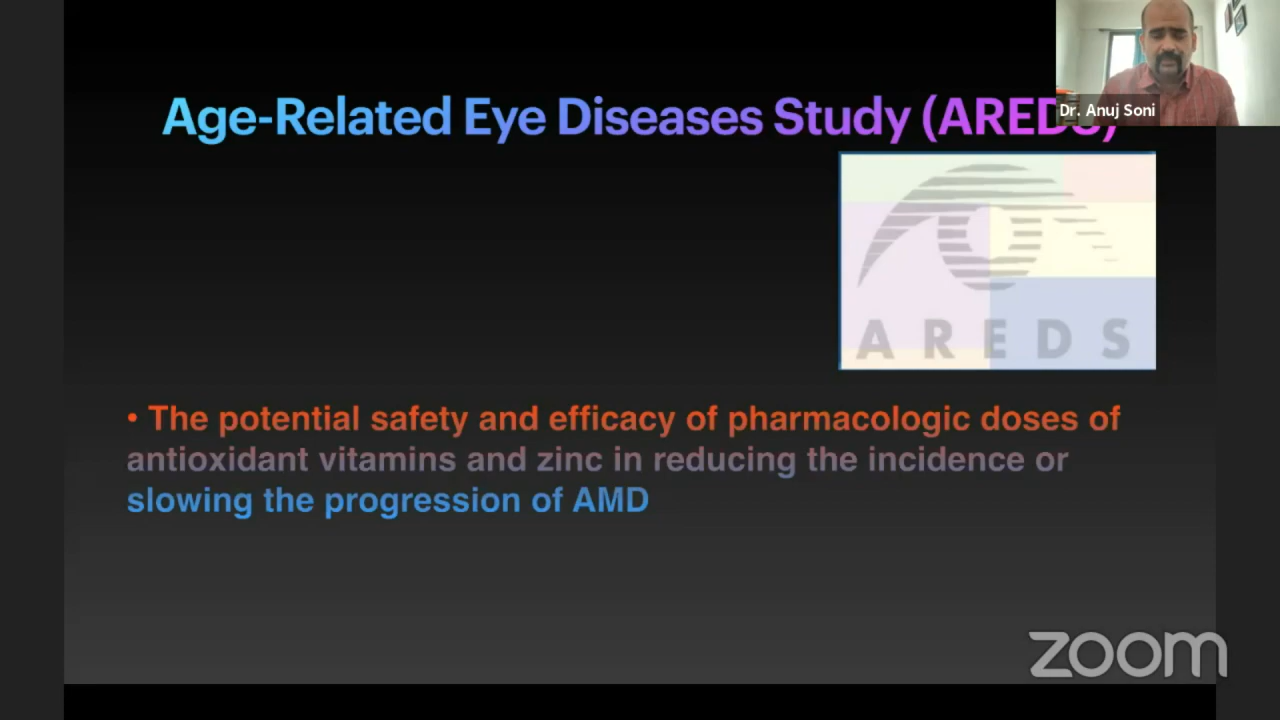 Age-Related Eye Diseases Study (AREDS)
Dr. Anuj Soni
AREDS
• The potential safety and efficacy of pharmacologic doses of
antioxidant vitamins and zinc in reducing the incidence or
slowing the progression of AMD
zoom